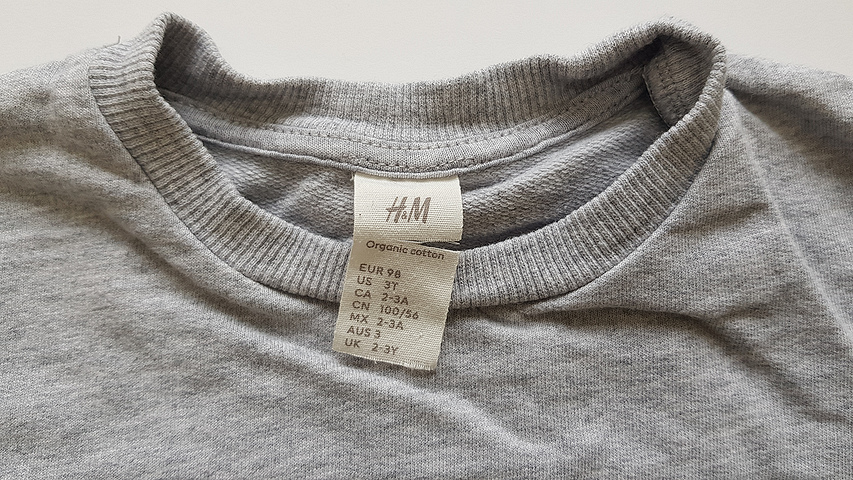 H&M
Organic cotton
EUR 98
US 3T
CA 2-3A
CN 100/56
MX 2-3A
AUS 3
UK 2-3Y